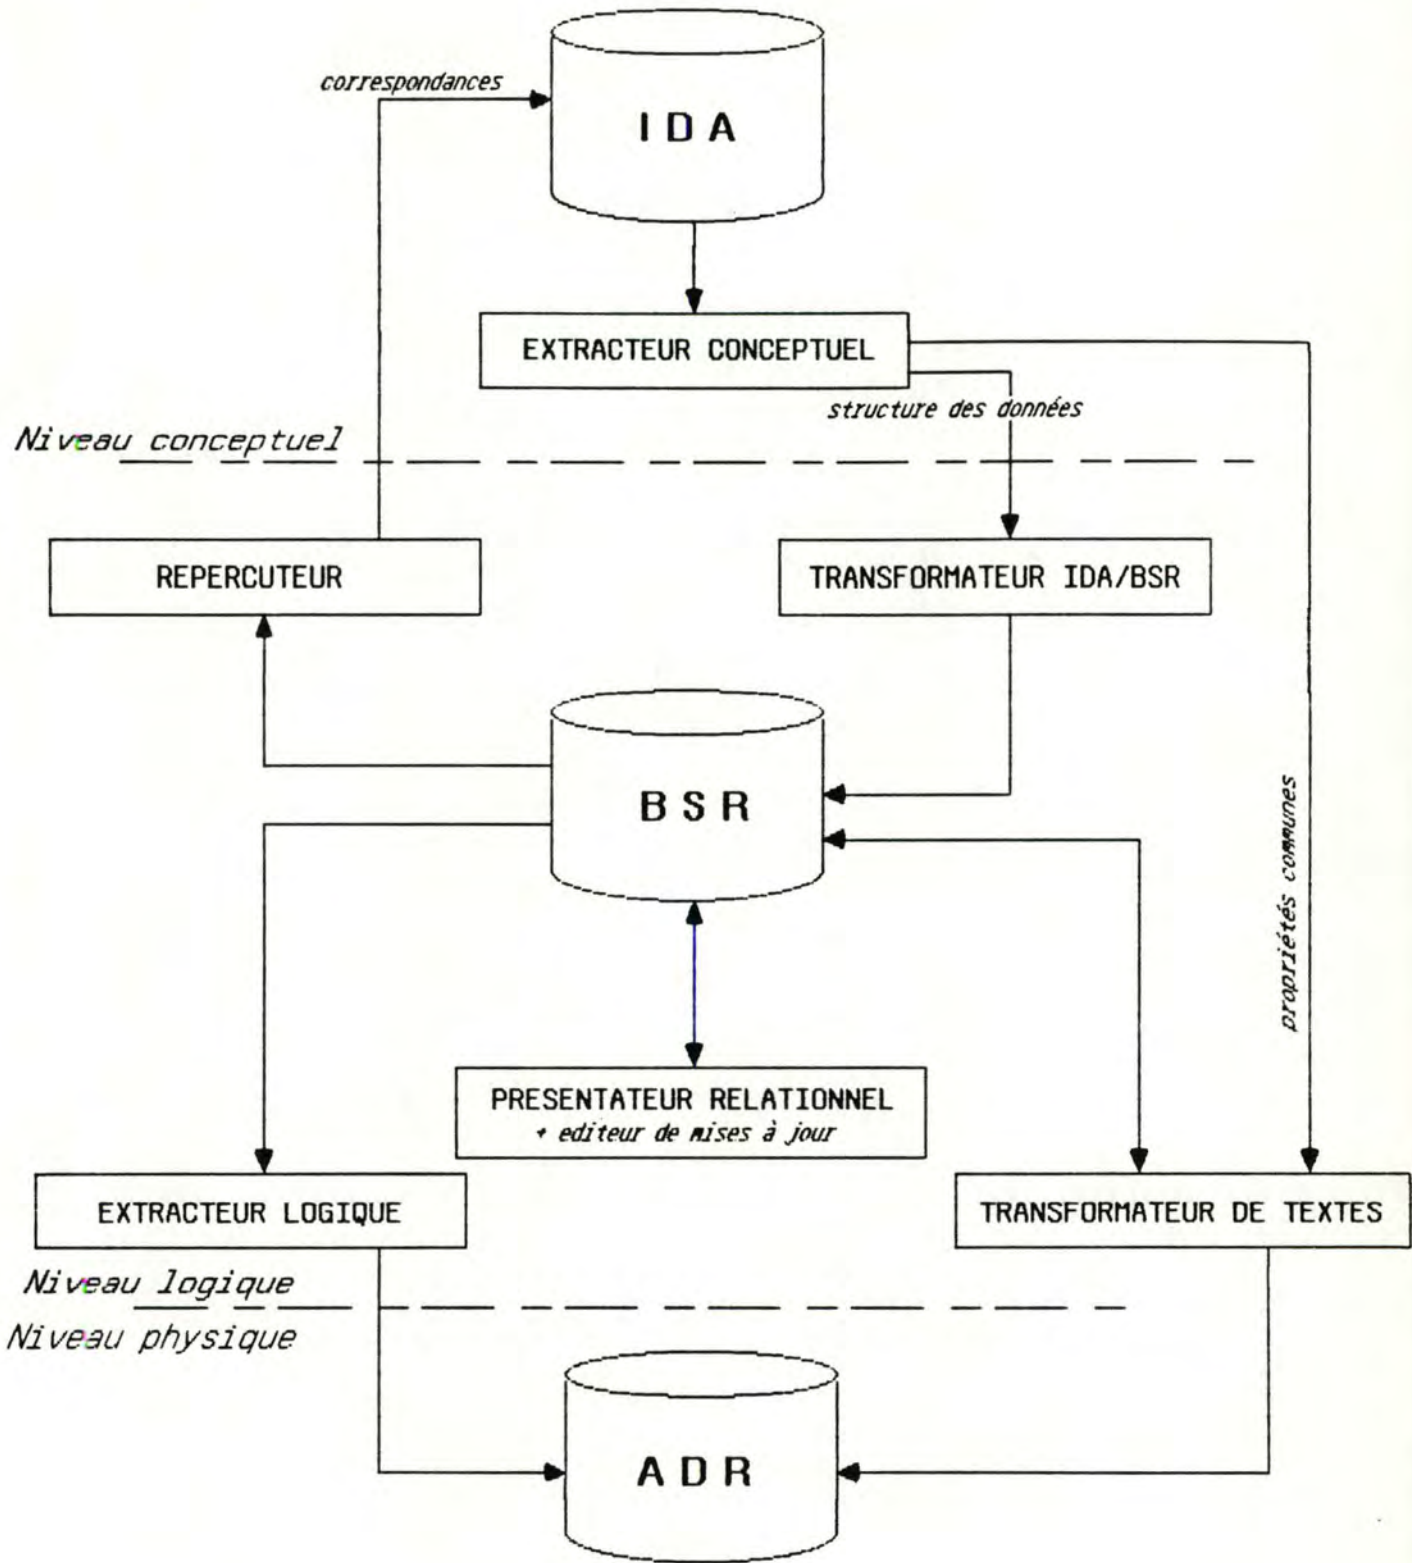 correspondances
IDA
EXTRACTEUR CONCEPTUEL
structure des données
Niveau conceptuel
REPERCUTEUR
TRANSFORMATEUR IDA/BSR
BSR
propriétés communes
PRESENTATEUR RELATIONNEL
+ editeur de mises à jour
EXTRACTEUR LOGIQUE
TRANSFORMATEUR DE TEXTES
Niveau logique
Niveau physique
ADR